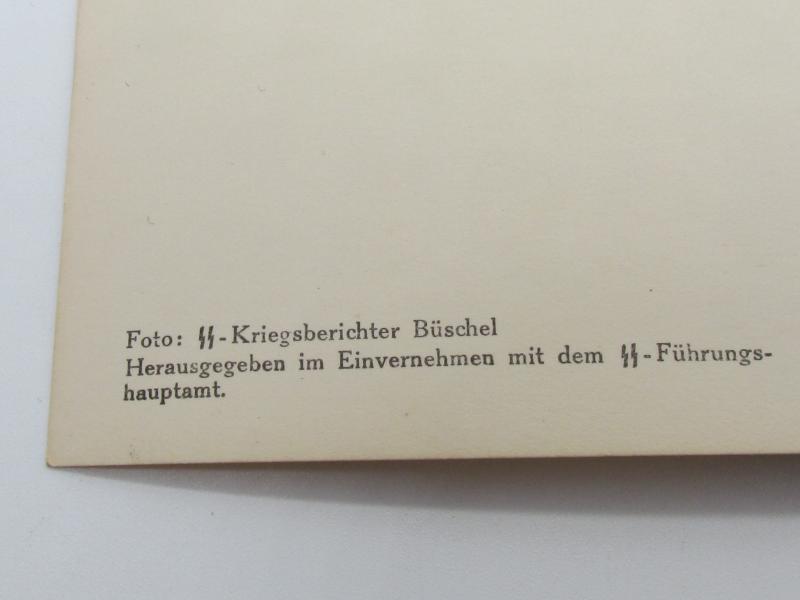 Foto: ᛋᛋ-Kriegsberichter Büschel
Herausgegeben im Einvernehmen mit dem ᛋᛋ-Führungs-
hauptamt.